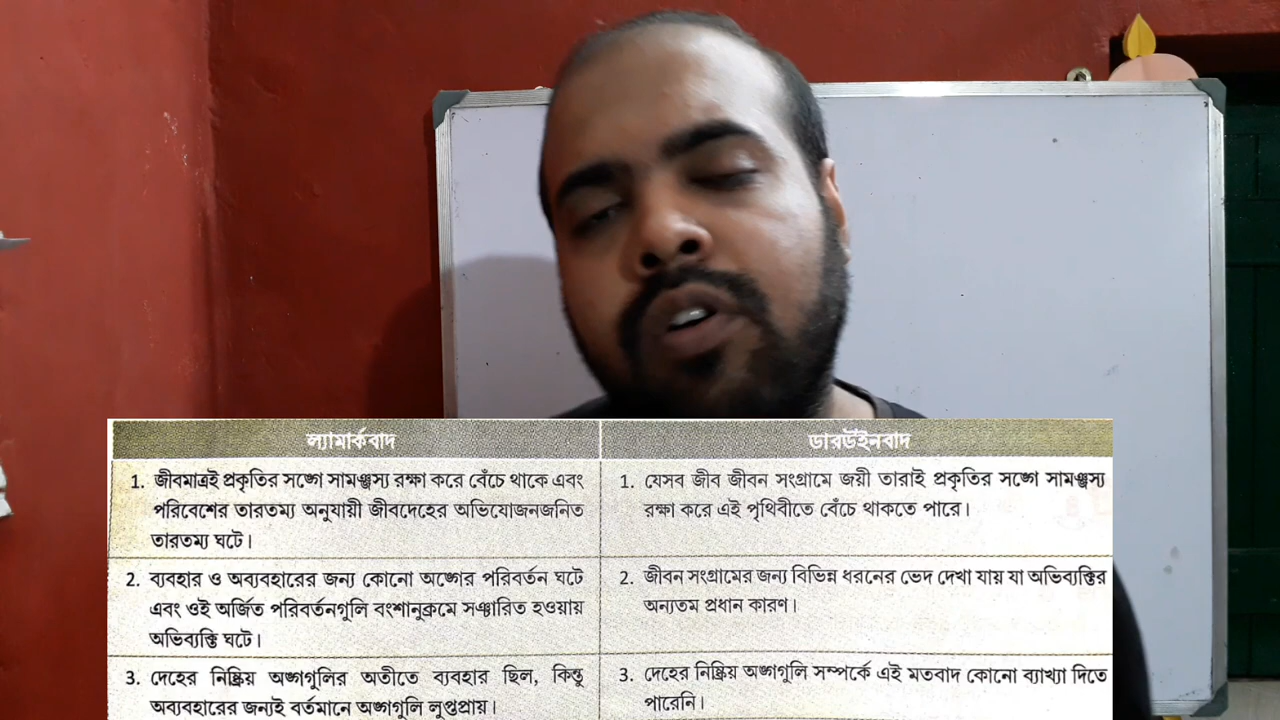 ল্যামার্কবাদ
ডারউইনবাদ
1. জীবমাত্রই প্রকৃতির সঙ্গে সামঞ্জস্য রক্ষা করে বেঁচে থাকে এবং
পরিবেশের তারতম্য অনুযায়ী জীবদেহের অভিযোজনজনিত
তারতম্য ঘটে।
1. যেসব জীব জীবন সংগ্রামে জয়ী তারাই প্রকৃতির সঙ্গে সামঞ্জস্য
রক্ষা করে এই পৃথিবীতে বেঁচে থাকতে পারে।
2. ব্যবহার ও অব্যবহারের জন্য কোনো অঙ্গের পরিবর্তন ঘটে
এবং ওই অর্জিত পরিবর্তনগুলি বংশানুক্রমে সঞ্চারিত হওয়ায়
অভিব্যক্তি ঘটে।
2. জীবন সংগ্রামের জন্য বিভিন্ন ধরনের ভেদ দেখা যায় যা অভিব্যক্তির
অন্যতম প্রধান কারণ।
3. দেহের নিষ্ক্রিয় অঙ্গগুলির অতীতে ব্যবহার ছিল, কিন্তু
অব্যবহারের জন্যই বর্তমানে অঙ্গগুলি লুপ্তপ্রায়।
3. দেহের নিষ্ক্রিয় অঙ্গগুলি সম্পর্কে এই মতবাদ কোনো ব্যাখ্যা দিতে
পারেনি।